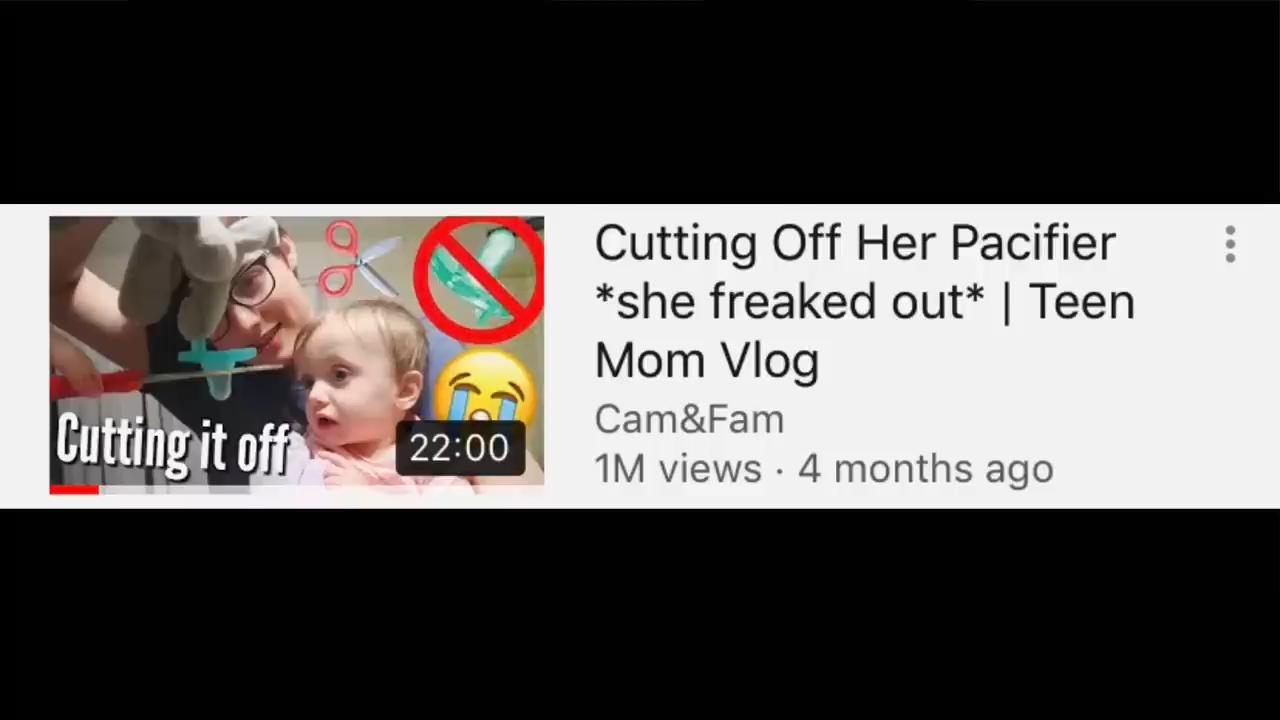 Cutting it off
22:00
Cutting Off Her Pacifier
*she freaked out* | Teen
Mom Vlog
Cam&Fam
1M views · 4 months ago